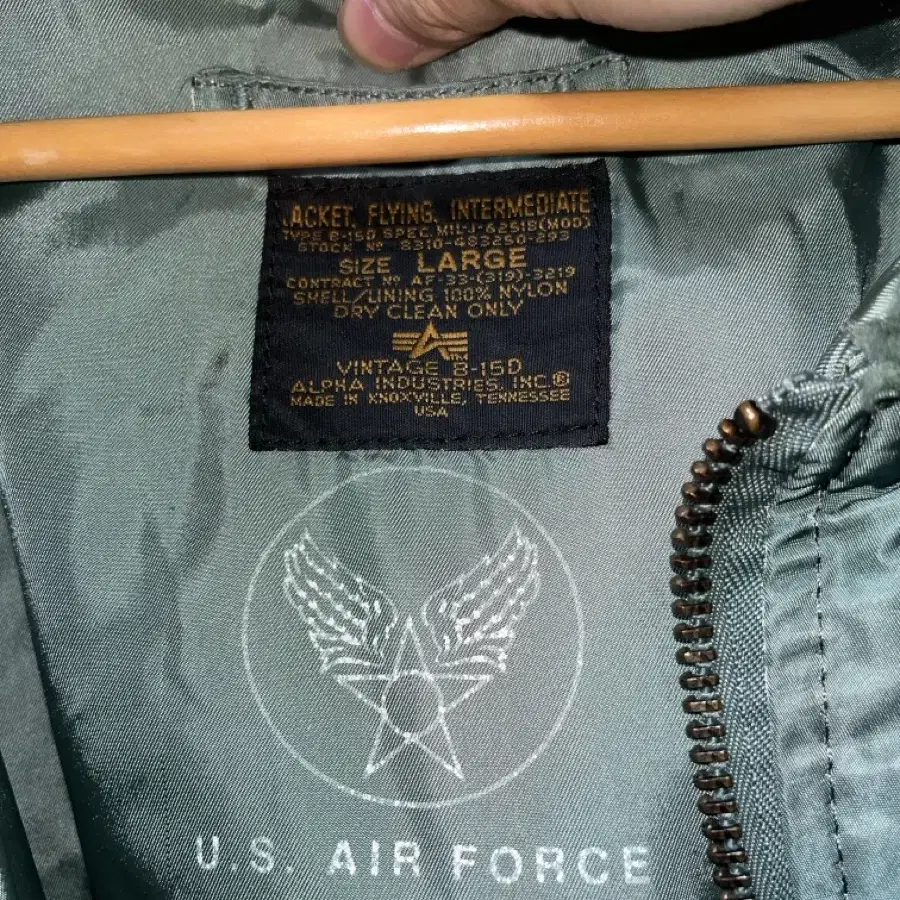 JACKET, FLYING, INTERMEDIATE
TYPE B-15D SPEC MIL-J-6251B(MOD)
STOCK Nº 8310-483250-293
SIZE LARGE
CONTRACT Nº AF-33-(319)-3219
SHELL/LINING 100% NYLON
DRY CLEAN ONLY
TM
VINTAGE B-15D
ALPHA INDUSTRIES, INC.®
MADE IN KNOXVILLE, TENNESSEE
USA
U.S. AIR FORCE